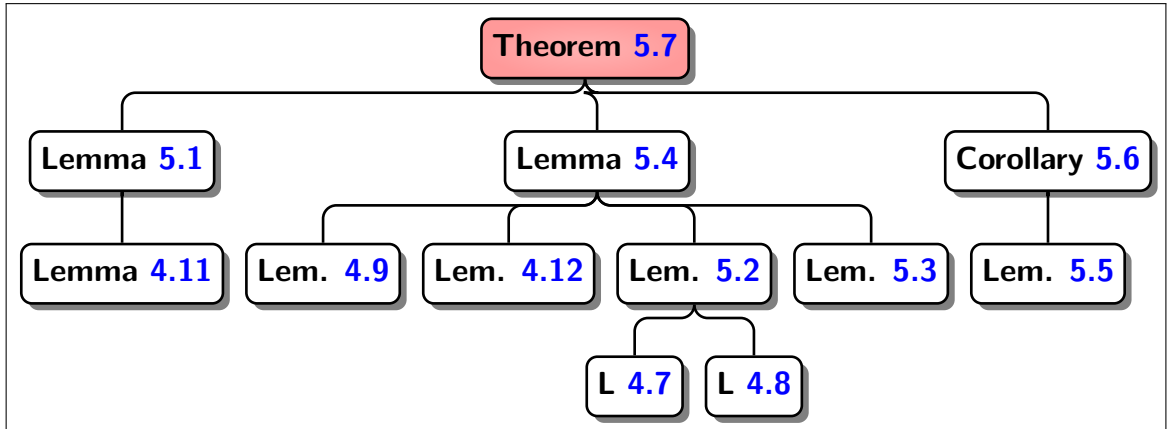 Theorem 5.7
Lemma 5.1
Lemma 5.4
Corollary 5.6
Lemma 4.11
Lem. 4.9
Lem. 4.12
Lem. 5.2
Lem. 5.3
Lem. 5.5
L 4.7
L 4.8